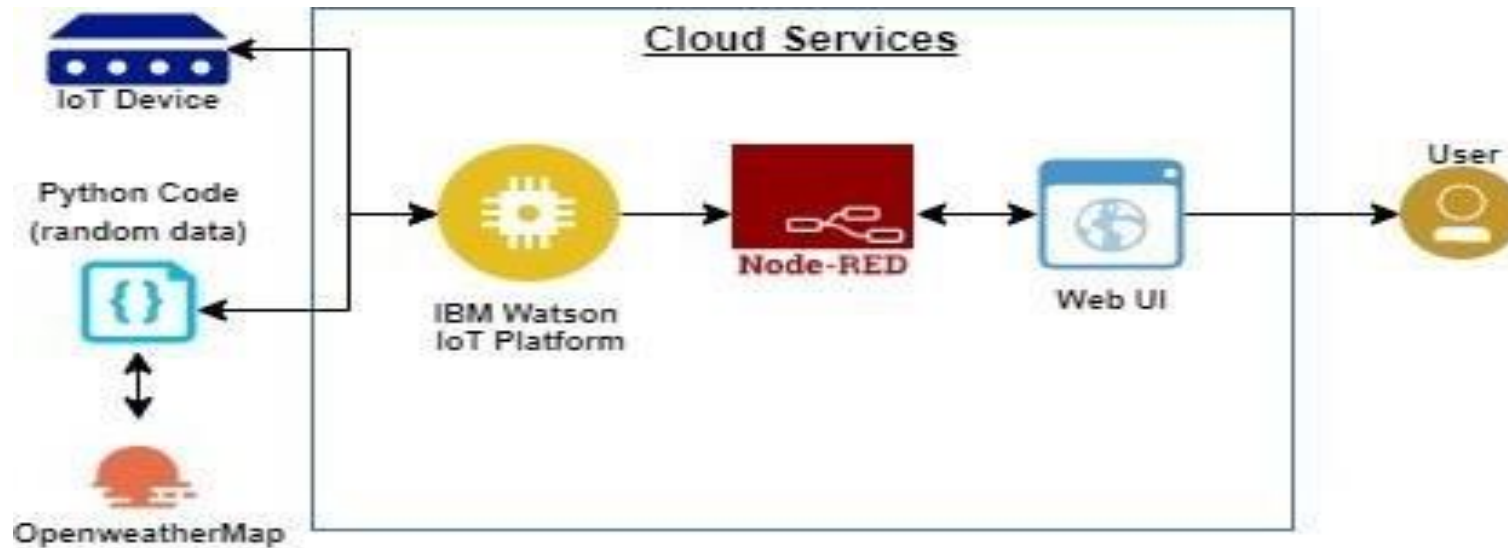 Cloud Services
IoT Device
Python Code
(random data)
OpenweatherMap
IBM Watson
IoT Platform
Node-RED
Web UI
User